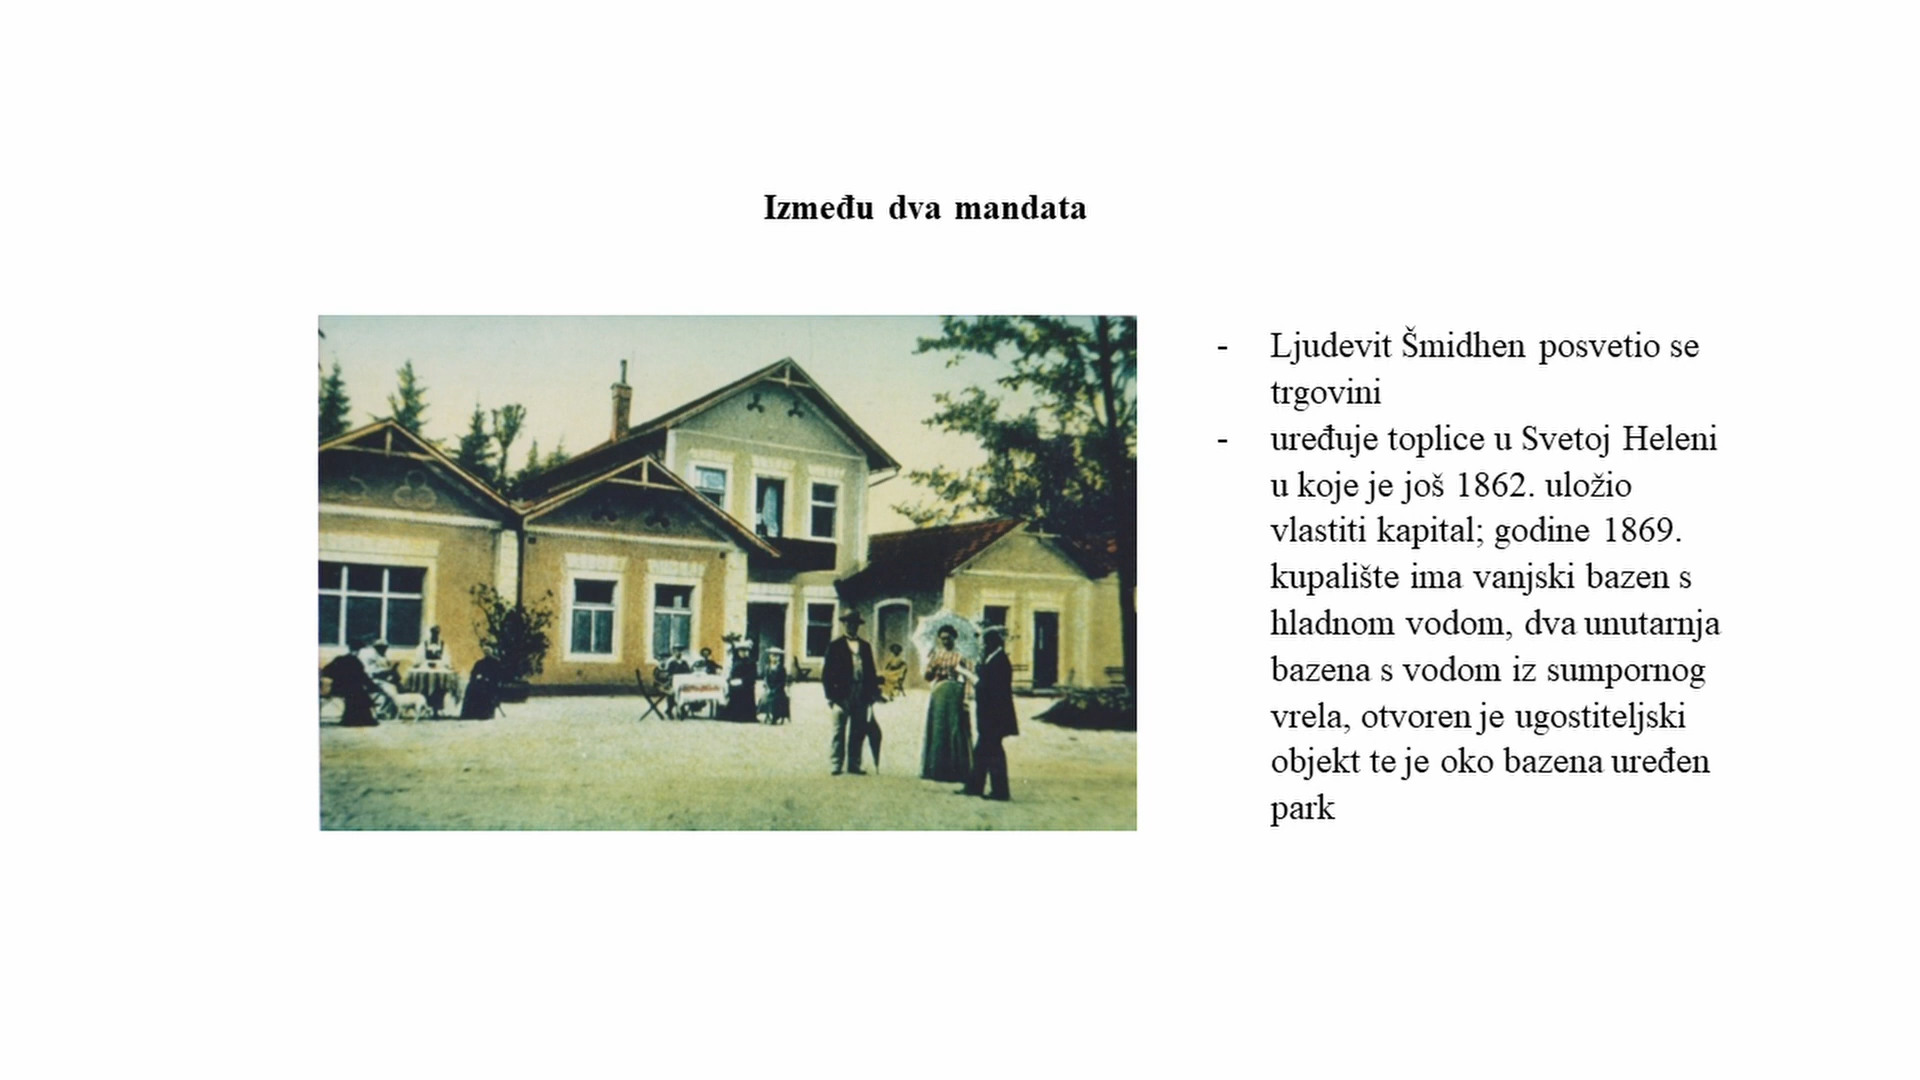 Između dva mandata
- Ljudevit Šmidhen posvetio se
trgovini
- uređuje toplice u Svetoj Heleni
u koje je još 1862. uložio
vlastiti kapital; godine 1869.
kupalište ima vanjski bazen s
hladnom vodom, dva unutarnja
bazena s vodom iz sumpornog
vrela, otvoren je ugostiteljski
objekt te je oko bazena uređen
park